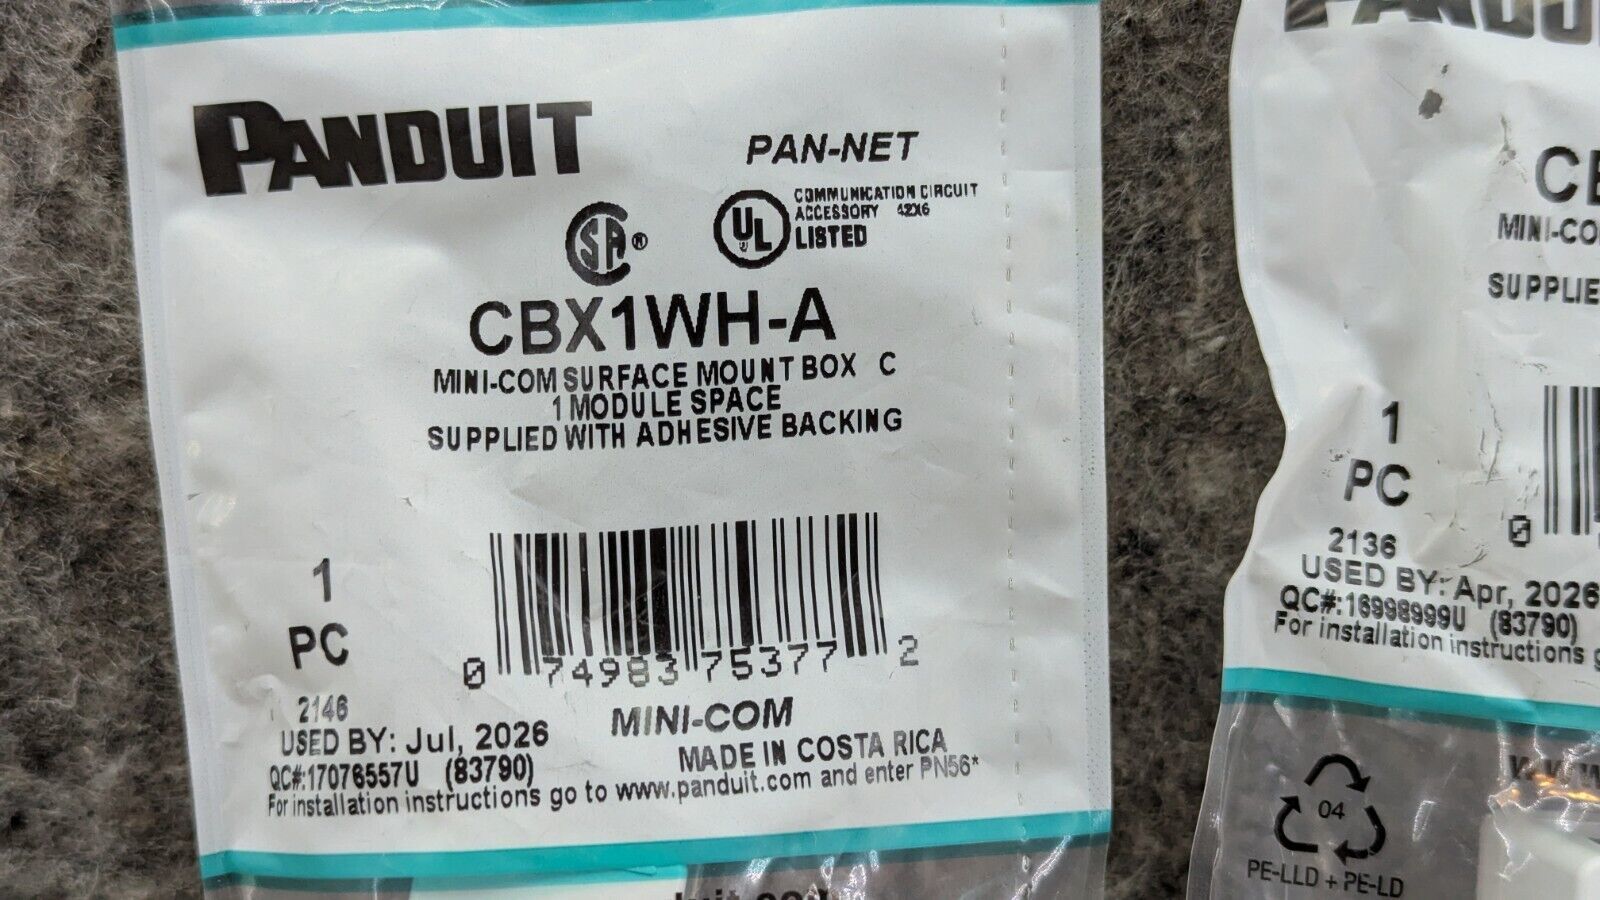 PANDUIT
PAN-NET
CSA®
UL
COMMUNICATION CIRCUIT
ACCESSORY 42X6
LISTED
CBX1WH-A
MINI-COM SURFACE MOUNT BOX C
1 MODULE SPACE
SUPPLIED WITH ADHESIVE BACKING
1
PC
0 74983 75377 2
2146
USED BY: Jul, 2026
MINI-COM
MADE IN COSTA RICA
QC#:17076557U (83790)
For installation instructions go to www.panduit.com and enter PN56*
MINI-CO
SUPPLIE
1
PC
0
2136
USED BY: Apr, 2026
QC#:16998999U (83790)
For installation instructions g
04
PE-LLD + PE-LD